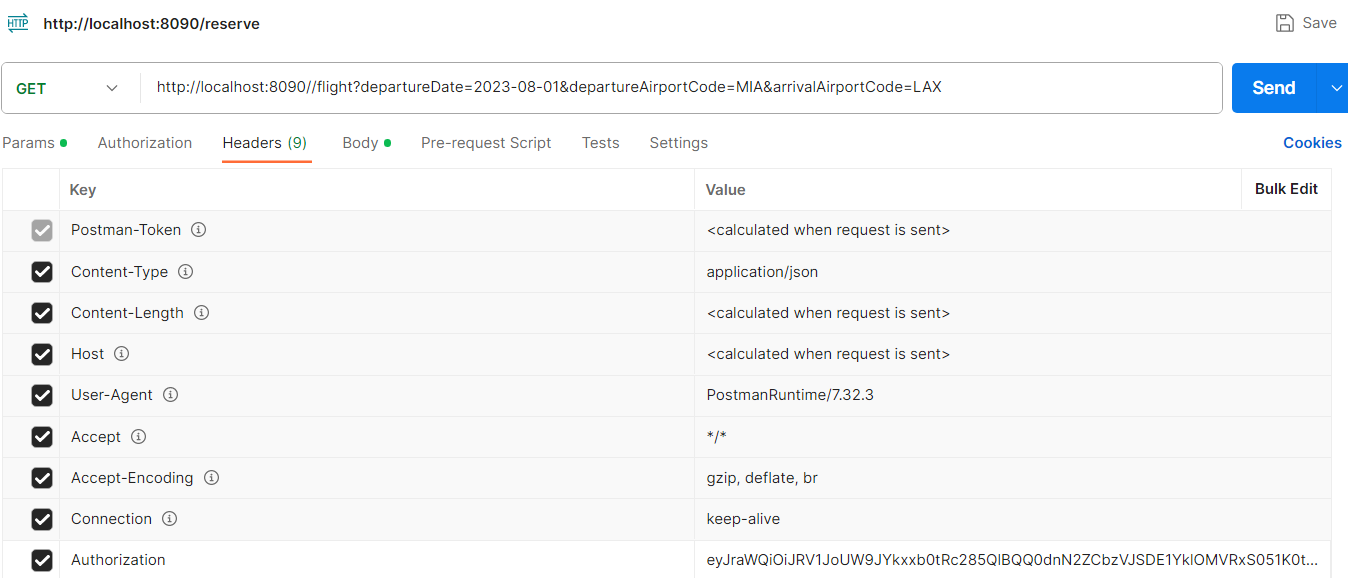 HTTP http://localhost:8090/reserve Save
GET http://localhost:8090//flight?departureDate=2023-08-01&departureAirportCode=MIA&arrivalAirportCode=LAX Send
Params Authorization Headers (9) Body Pre-request Script Tests Settings Cookies
Key Value Bulk Edit
Postman-Token <calculated when request is sent>
Content-Type application/json
Content-Length <calculated when request is sent>
Host <calculated when request is sent>
User-Agent PostmanRuntime/7.32.3
Accept */*
Accept-Encoding gzip, deflate, br
Connection keep-alive
Authorization eyJraWQiOiJRV1JoUW9JYkxxb0tRc285QlBQQ0dnN2ZCbzVJSDE1YklOMVRxS051K0t...